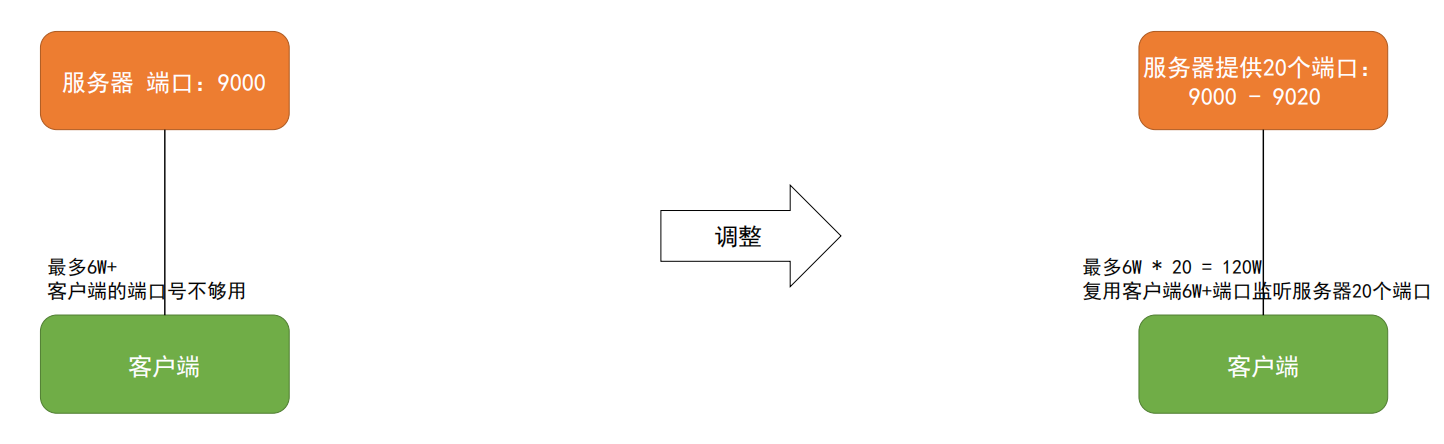 服务器 端口：9000
最多6W+
客户端的端口号不够用
客户端
调整
服务器提供20个端口：
9000 - 9020
最多6W * 20 = 120W
复用客户端6W+端口监听服务器20个端口
客户端